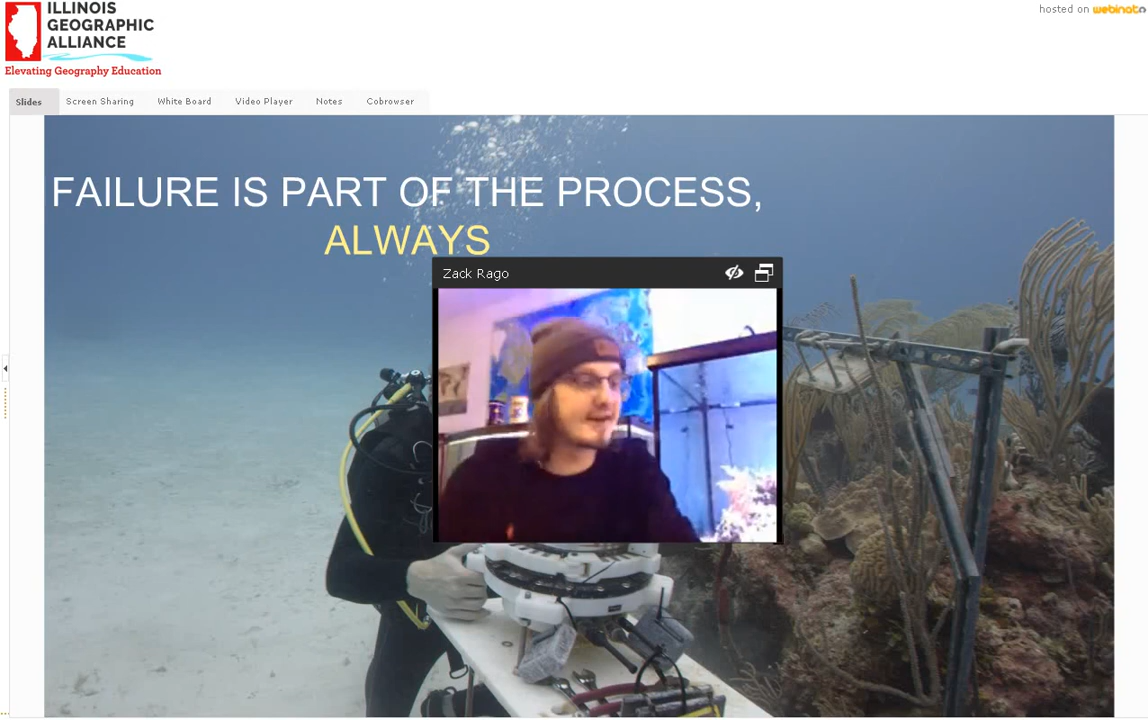 ILLINOIS
GEOGRAPHIC
ALLIANCE
Elevating Geography Education
hosted on webinato
Slides Screen Sharing White Board Video Player Notes Cobrowser
FAILURE IS PART OF THE PROCESS,
ALWAYS
Zack Rago